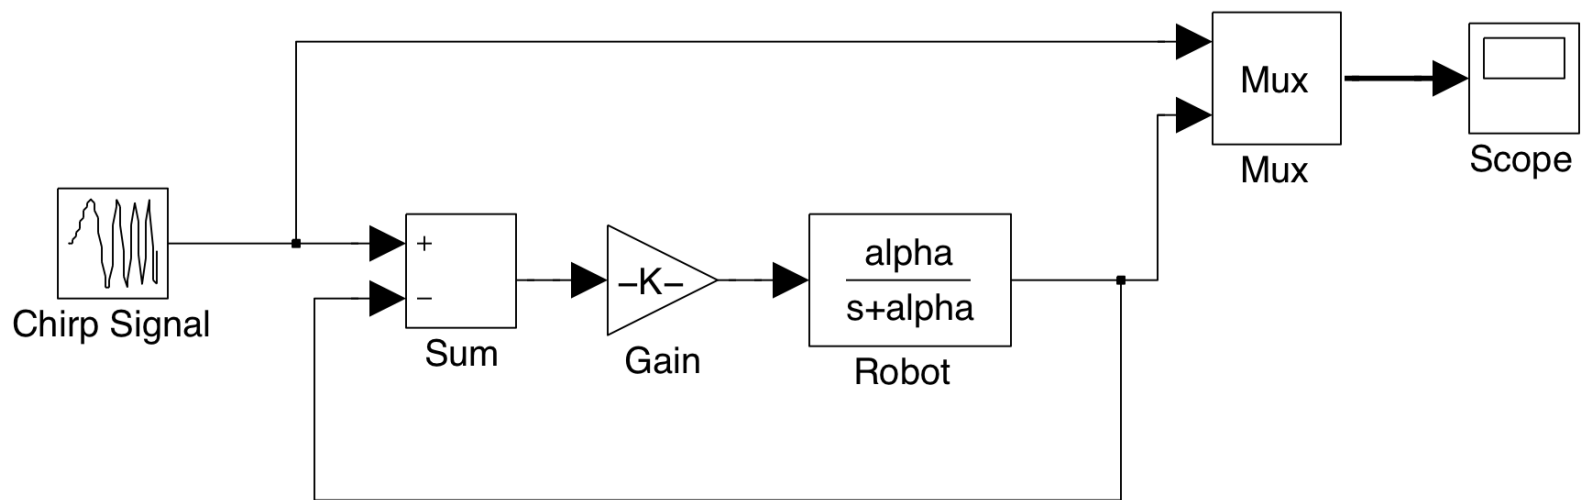 Mux
Mux
Scope
Chirp Signal
+
−
Sum
−K−
Gain
alpha
s+alpha
Robot